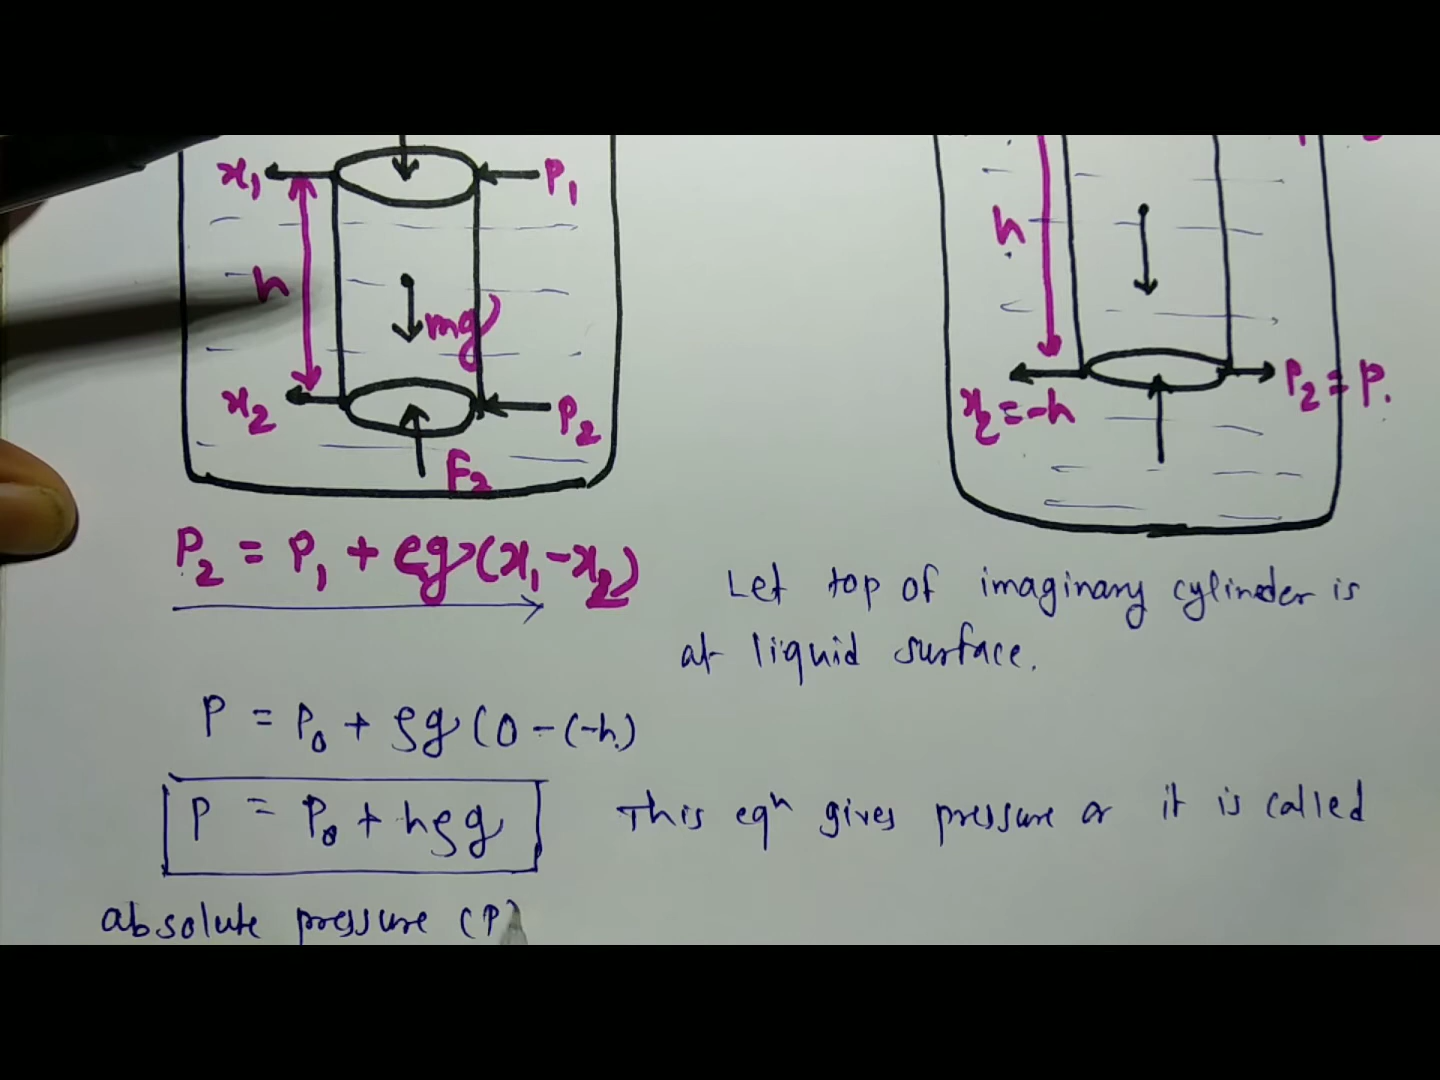 x₁ P₁
h
h
mg
x₂ P₂
P₂ = P.
x₂ = -h
F₂
P₂ = P₁ + ρg(x₁-x₂)
Let top of imaginary cylinder is
at liquid surface.
P = P₀ + ρg(0-(-h)
P = P₀ + hρg This eqⁿ gives pressure or it is called
absolute pressure (P)